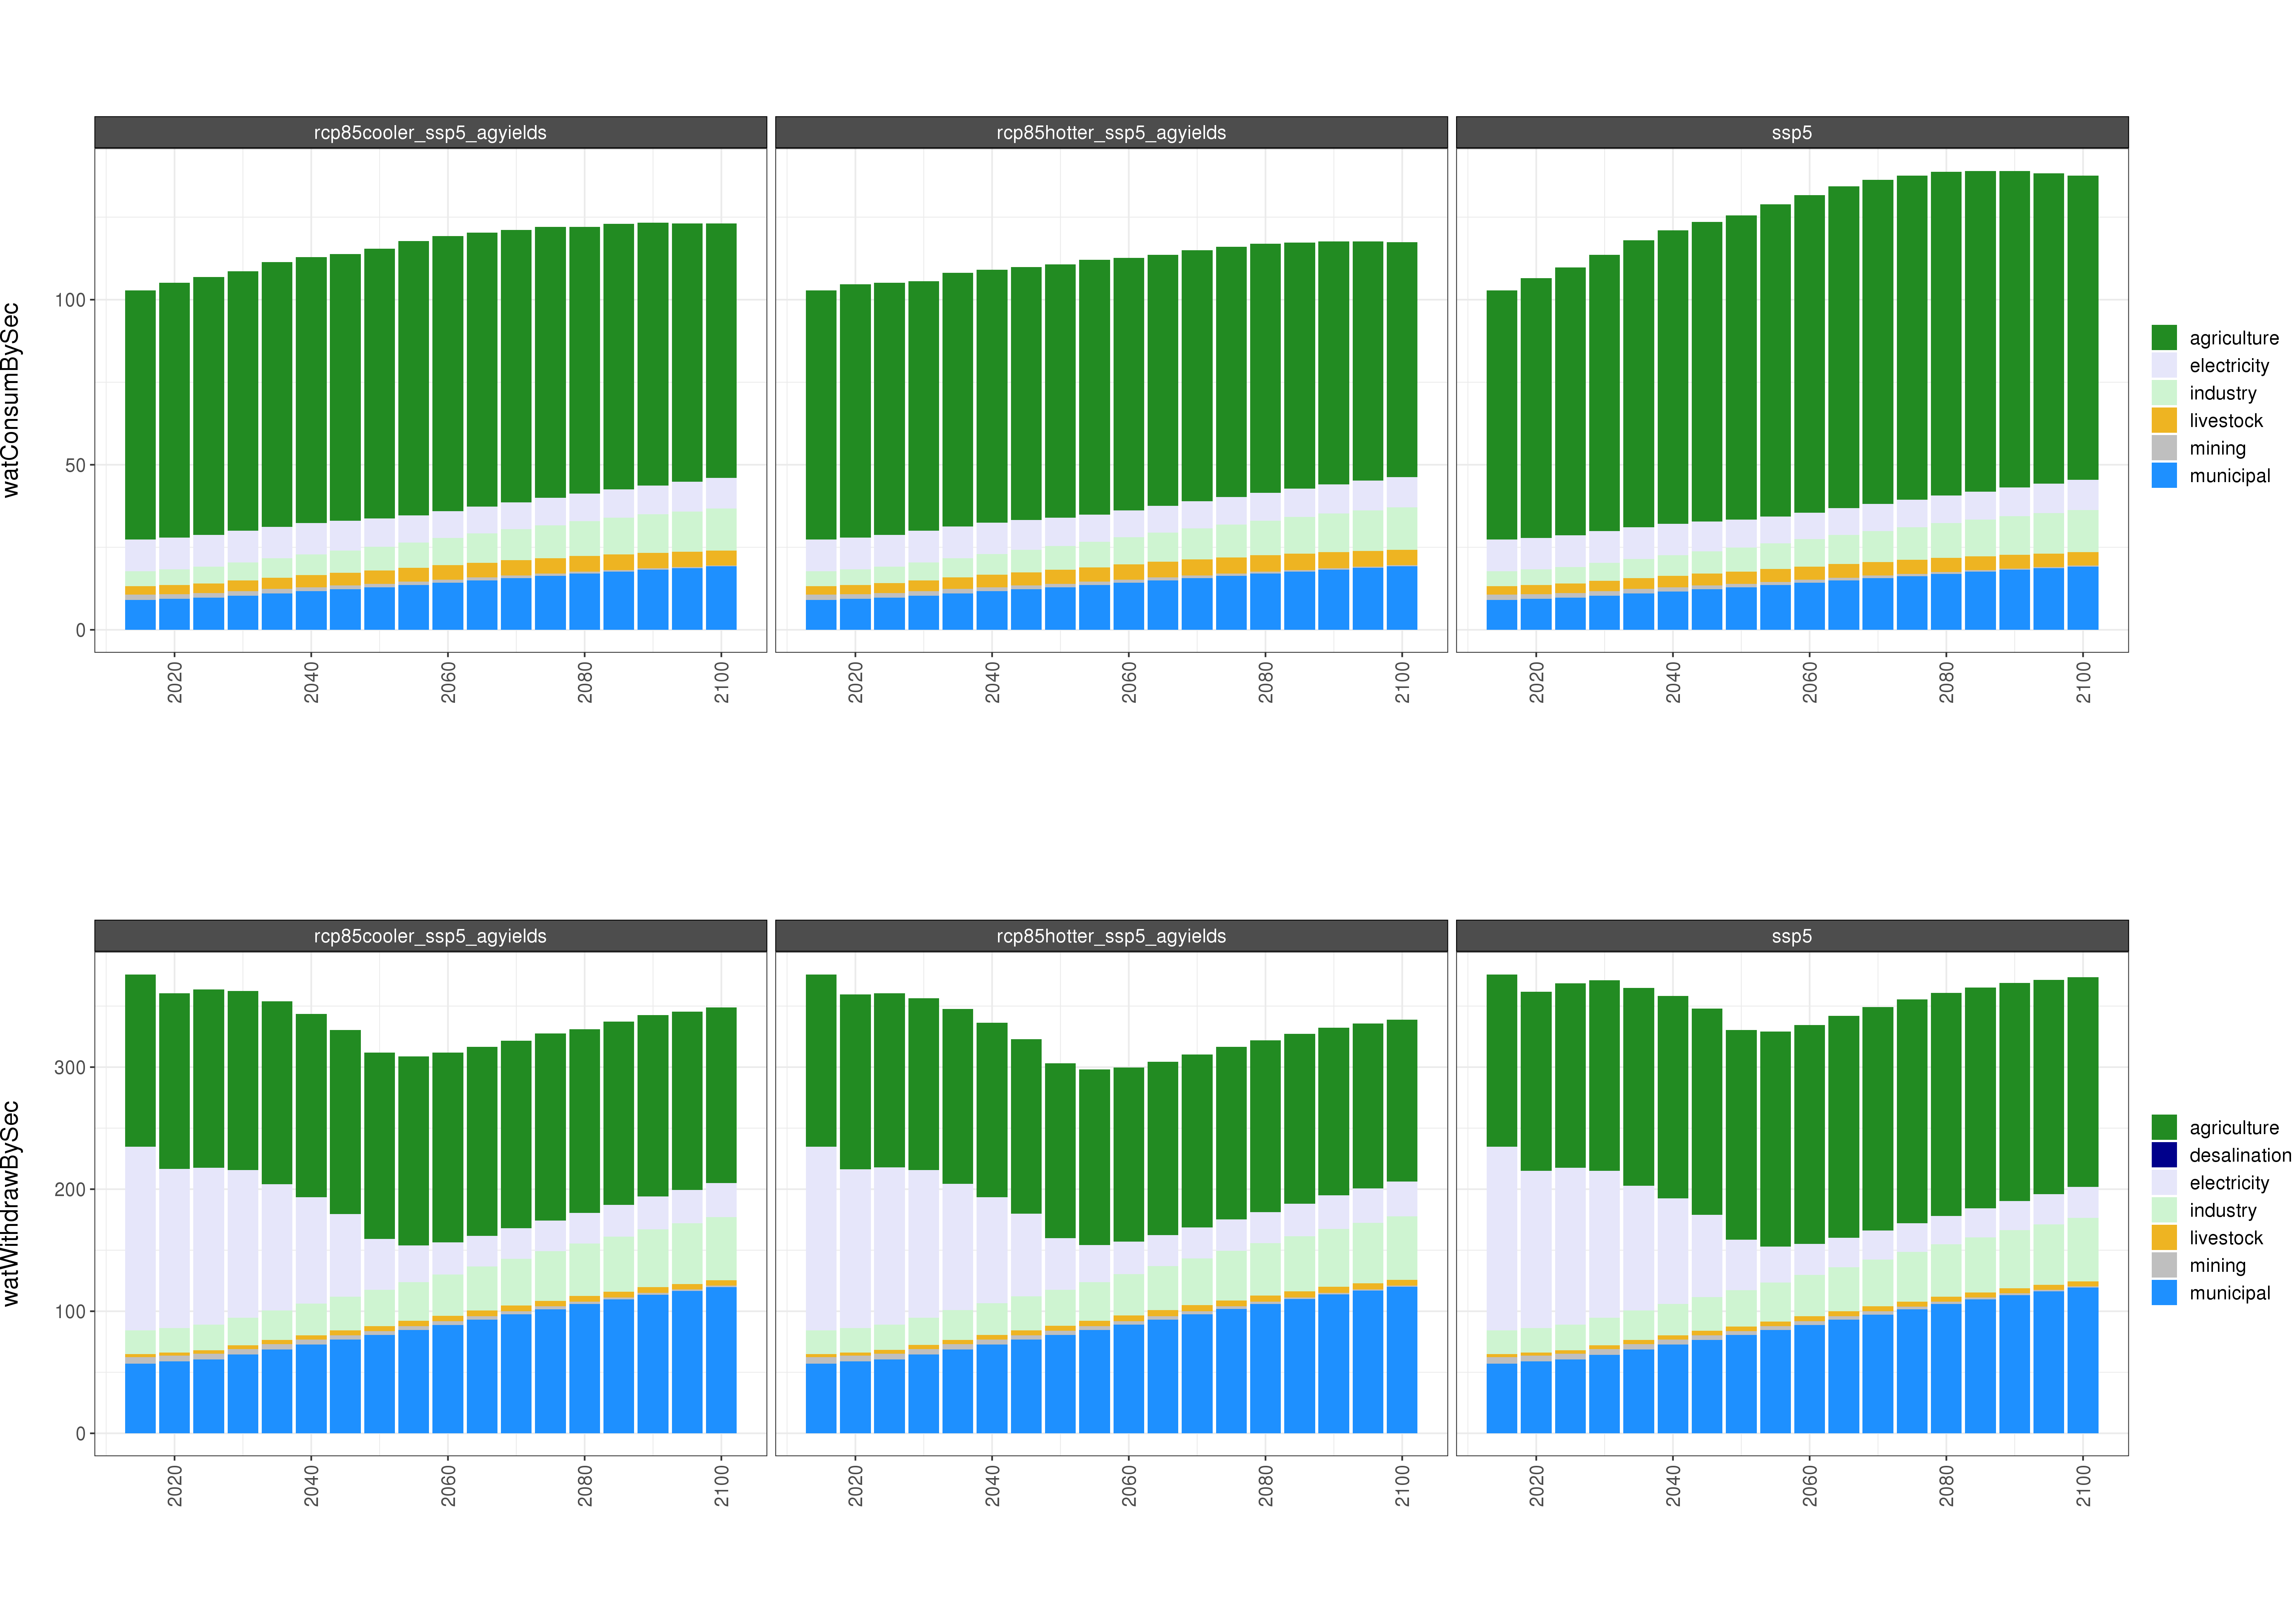 rcp85cooler_ssp5_agyields rcp85hotter_ssp5_agyields ssp5
watConsumBySec
100
50
0
2020 2040 2060 2080 2100 2020 2040 2060 2080 2100 2020 2040 2060 2080 2100
agriculture
electricity
industry
livestock
mining
municipal
rcp85cooler_ssp5_agyields rcp85hotter_ssp5_agyields ssp5
watWithdrawBySec
300
200
100
0
2020 2040 2060 2080 2100 2020 2040 2060 2080 2100 2020 2040 2060 2080 2100
agriculture
desalination
electricity
industry
livestock
mining
municipal